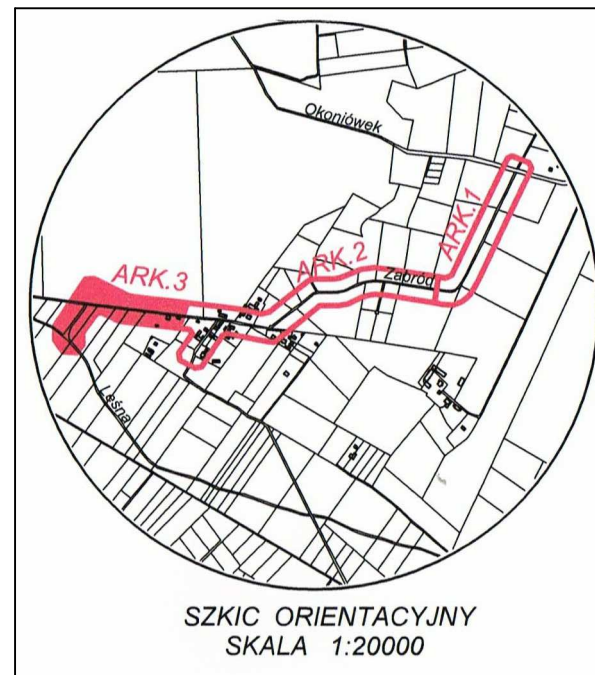 Okoniówek
ARK.1
ARK.2
Zabród
ARK.3
Leśna
SZKIC ORIENTACYJNY
SKALA 1:20000